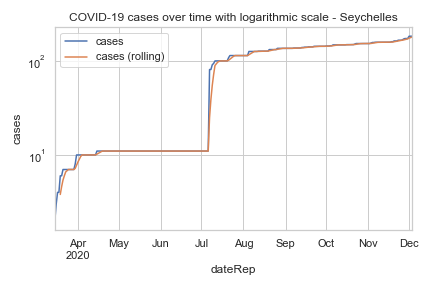 COVID-19 cases over time with logarithmic scale - Seychelles
cases
cases (rolling)
10²
10¹
cases
Apr May Jun Jul Aug Sep Oct Nov Dec
2020
dateRep